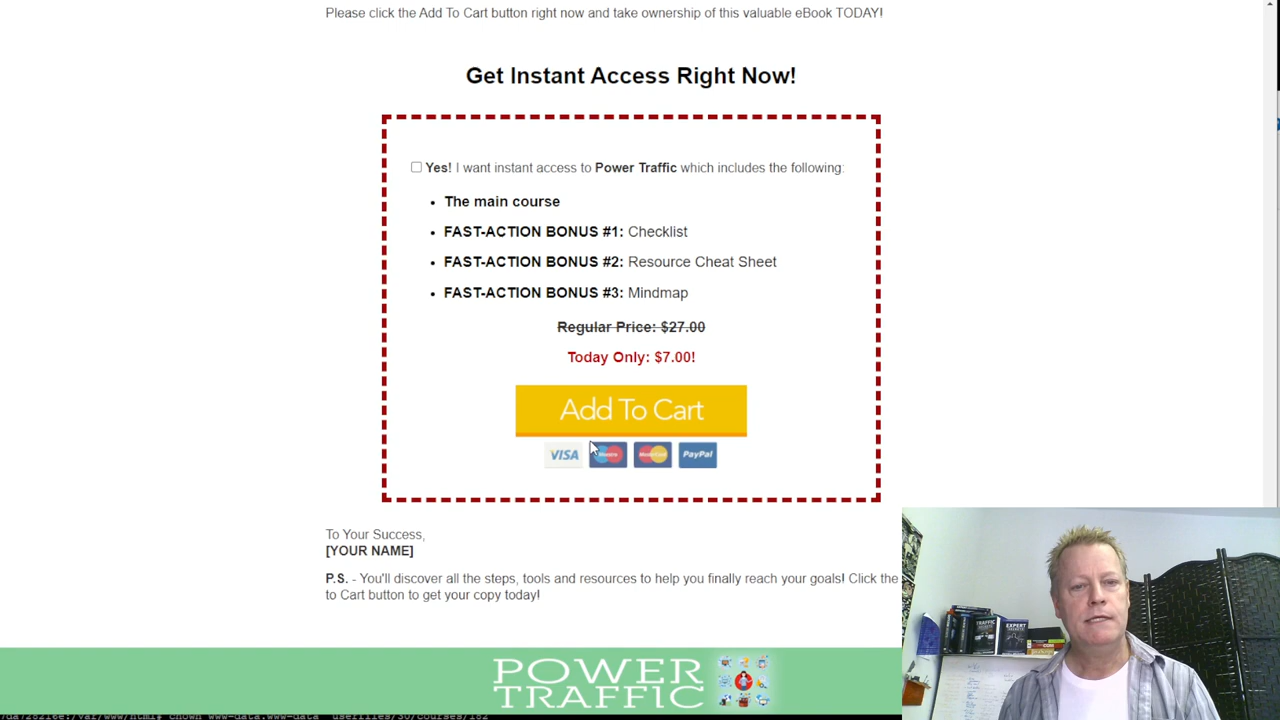 Please click the Add To Cart button right now and take ownership of this valuable eBook TODAY!
Get Instant Access Right Now!
Yes! I want instant access to Power Traffic which includes the following:
• The main course
• FAST-ACTION BONUS #1: Checklist
• FAST-ACTION BONUS #2: Resource Cheat Sheet
• FAST-ACTION BONUS #3: Mindmap
Regular Price: $27.00
Today Only: $7.00!
Add To Cart
VISA
PayPal
To Your Success,
[YOUR NAME]
P.S. - You'll discover all the steps, tools and resources to help you finally reach your goals! Click the
to Cart button to get your copy today!
TRAFFIC
EXPERT
POWER
TRAFFIC